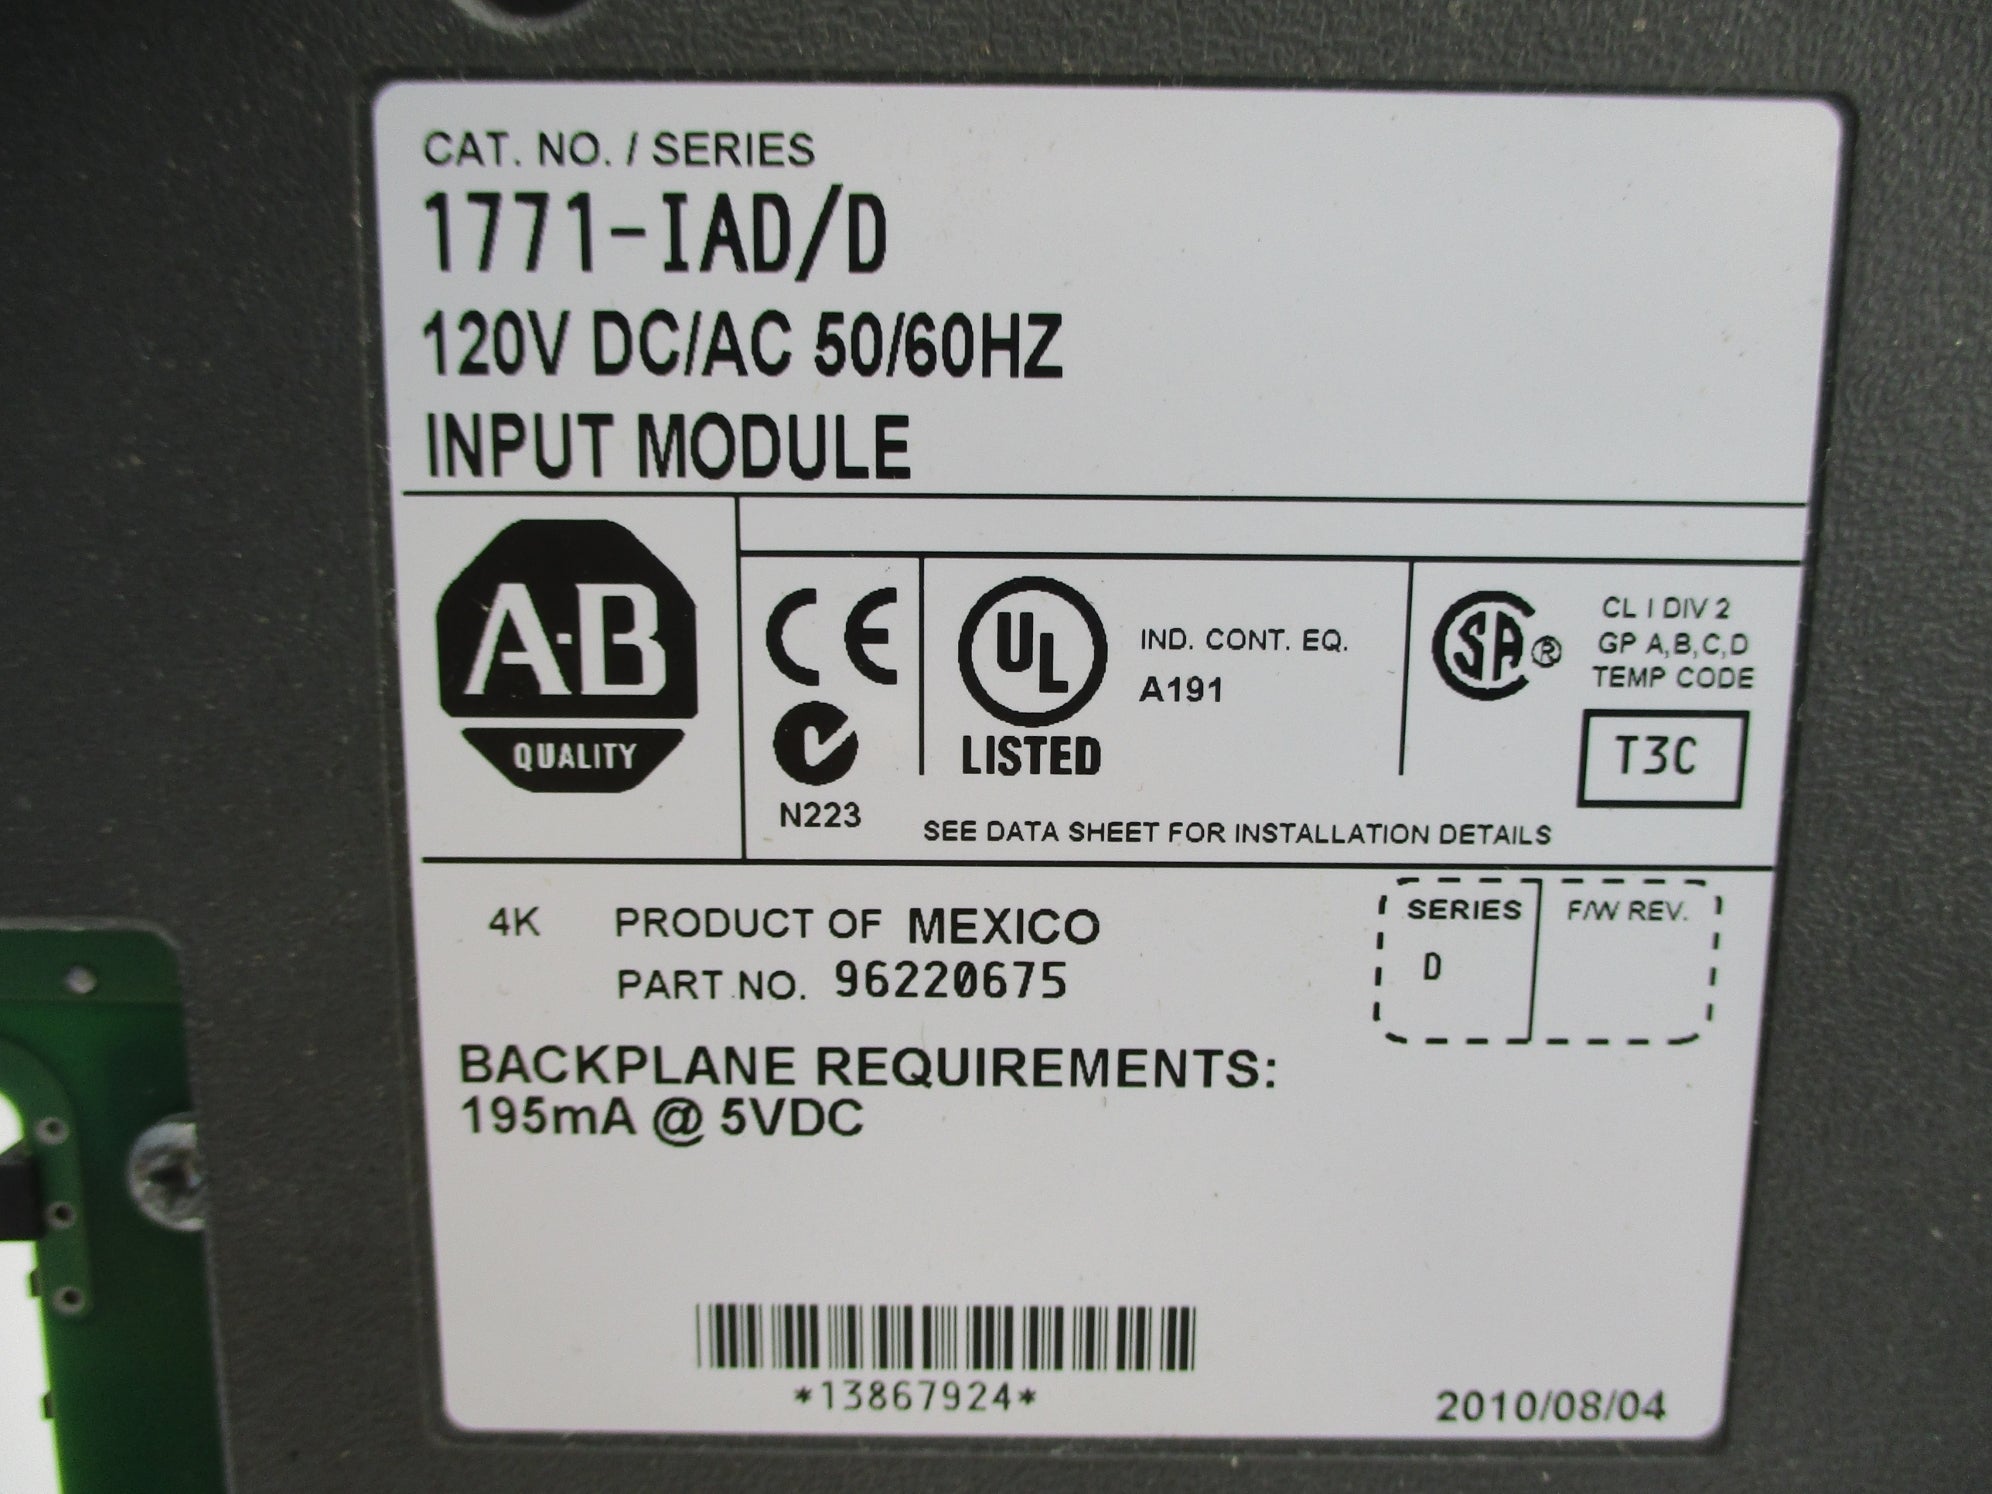 CAT. NO. / SERIES
1771-IAD/D
120V DC/AC 50/60HZ
INPUT MODULE
A-B
QUALITY
CE
N223
UL
LISTED
IND. CONT. EQ.
A191
SA ®
CL I DIV 2
GP A,B,C,D
TEMP CODE
T3C
SEE DATA SHEET FOR INSTALLATION DETAILS
4K PRODUCT OF MEXICO
PART NO. 96220675
SERIES F/W REV.
D
BACKPLANE REQUIREMENTS:
195mA @ 5VDC
*13867924*
2010/08/04